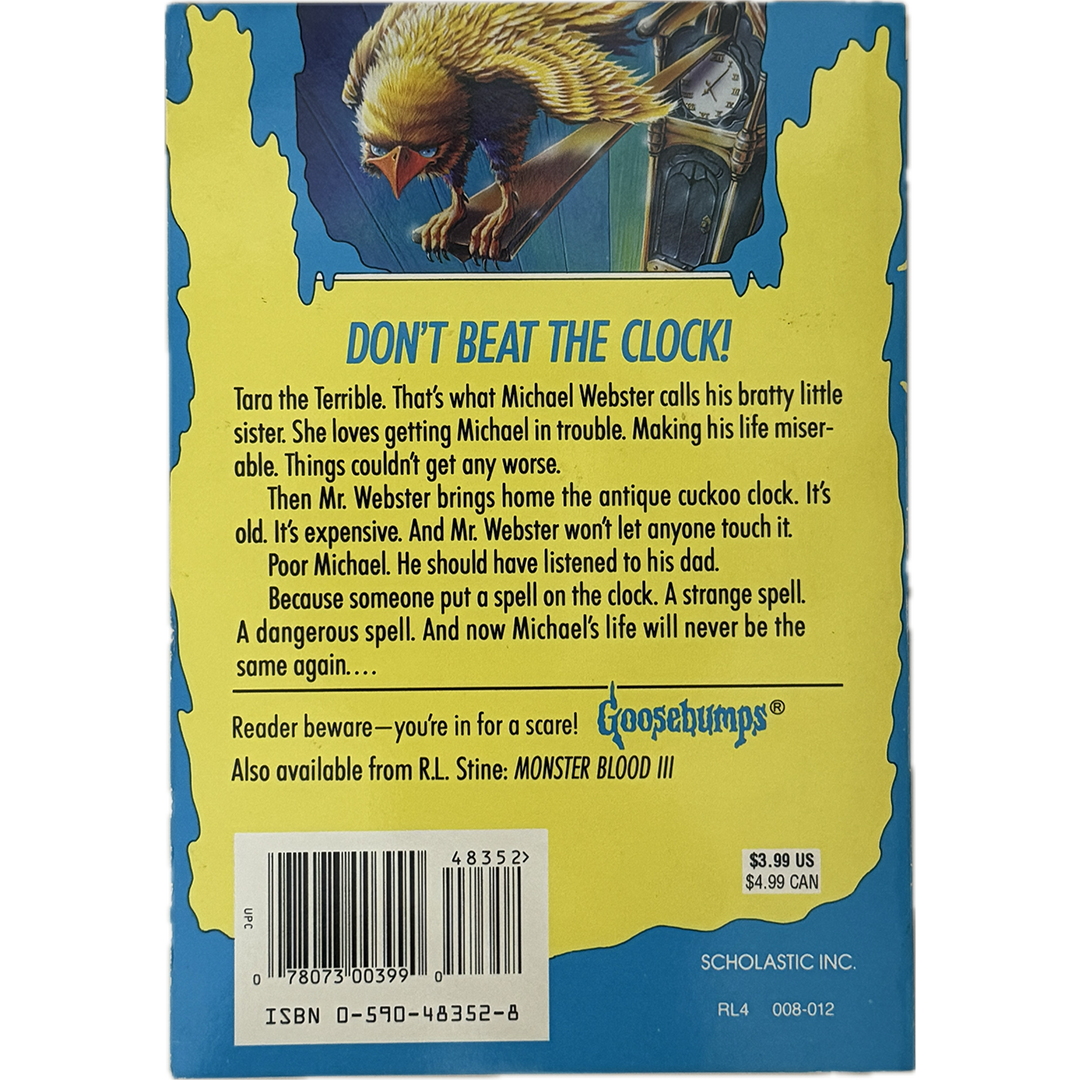 DON'T BEAT THE CLOCK!
Tara the Terrible. That's what Michael Webster calls his bratty little
sister. She loves getting Michael in trouble. Making his life miser-
able. Things couldn't get any worse.
Then Mr. Webster brings home the antique cuckoo clock. It's
old. It's expensive. And Mr. Webster won't let anyone touch it.
Poor Michael. He should have listened to his dad.
Because someone put a spell on the clock. A strange spell.
A dangerous spell. And now Michael's life will never be the
same again....
Reader beware—you're in for a scare! Goosebumps®
Also available from R.L. Stine: MONSTER BLOOD III
48352>
UPC
0 78073 00399 0
ISBN 0-590-48352-8
$3.99 US
$4.99 CAN
SCHOLASTIC INC.
RL4 008-012